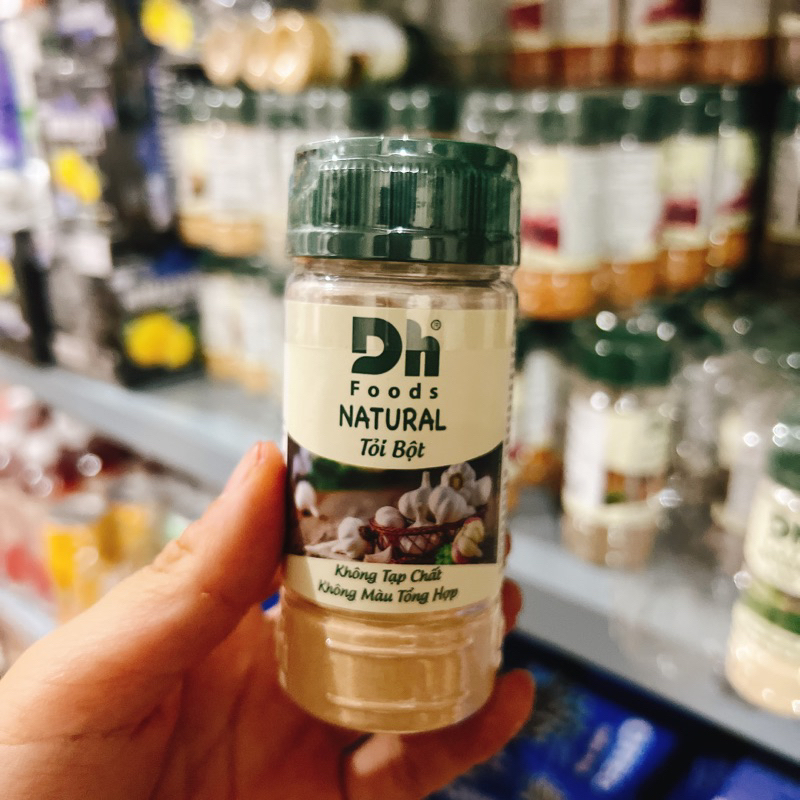 Dh®
Foods
NATURAL
Tỏi Bột
Không Tạp Chất
Không Màu Tổng Hợp